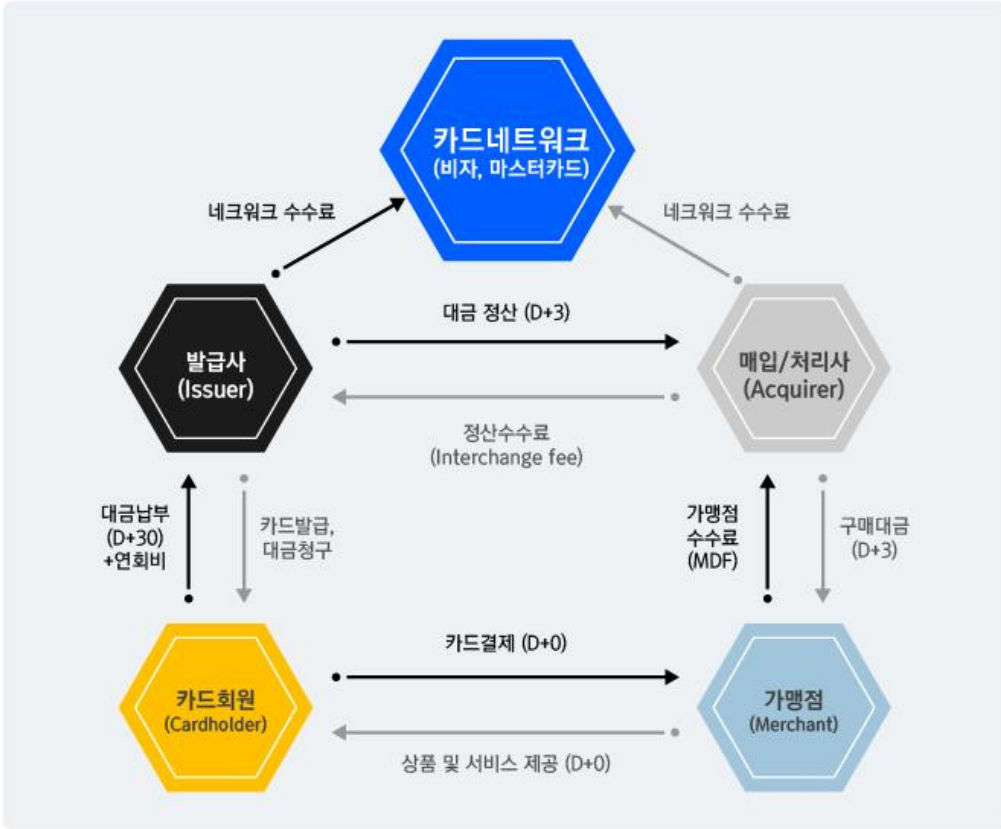 카드네트워크
(비자, 마스터카드)
네크워크 수수료
네크워크 수수료
대금 정산 (D+3)
발급사
(Issuer)
매입/처리사
(Acquirer)
정산수수료
(Interchange fee)
대금납부
(D+30)
+연회비
카드발급,
대금청구
가맹점
수수료
(MDF)
구매대금
(D+3)
카드결제 (D+0)
카드회원
(Cardholder)
가맹점
(Merchant)
상품 및 서비스 제공 (D+0)